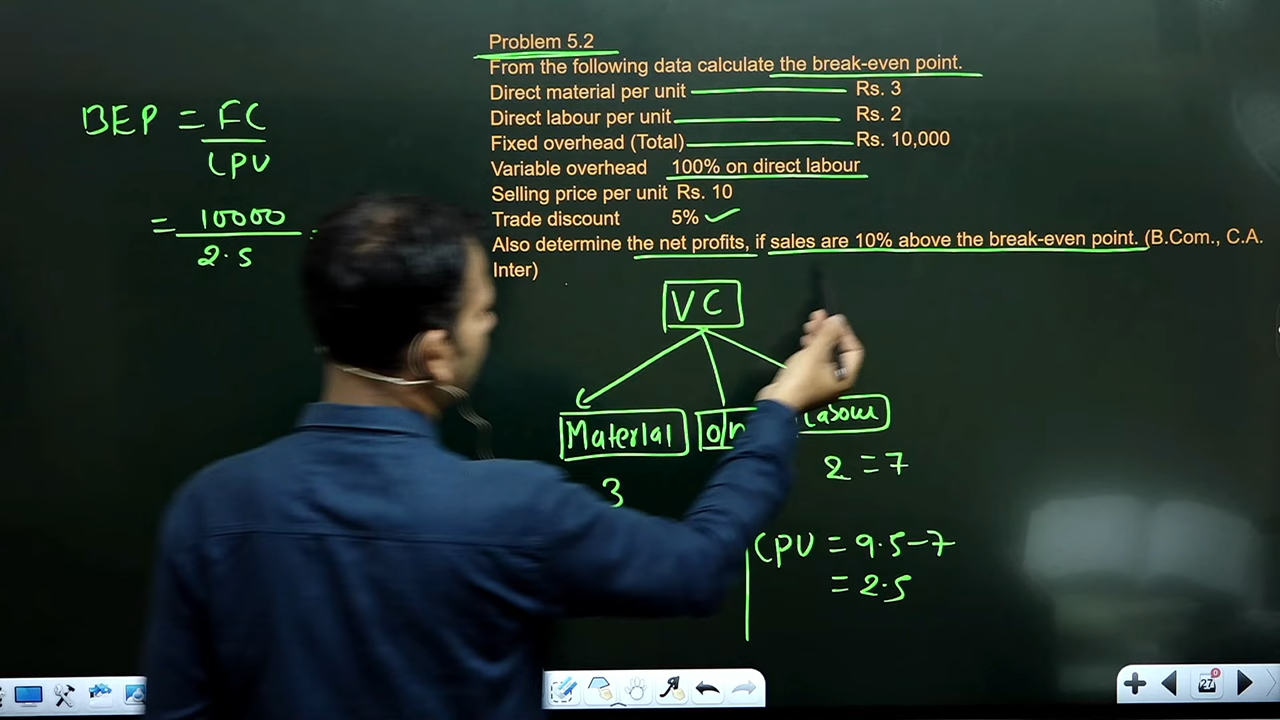 Problem 5.2
From the following data calculate the break-even point.
Direct material per unit Rs. 3
Direct labour per unit Rs. 2
Fixed overhead (Total) Rs. 10,000
Variable overhead 100% on direct labour
Selling price per unit Rs. 10
Trade discount 5%
Also determine the net profits, if sales are 10% above the break-even point. (B.Com., C.A.
Inter)
BEP = FC
CPU
= 10000
2.5
VC
Material
Labour
3
2 = 7
CPU = 9.5-7
= 2.5
27
0